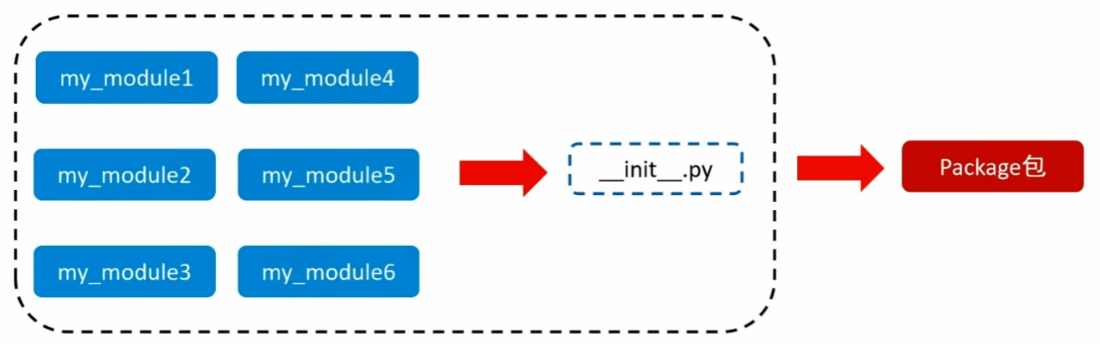 my_module1 my_module4
my_module2 my_module5 __init__.py Package包
my_module3 my_module6